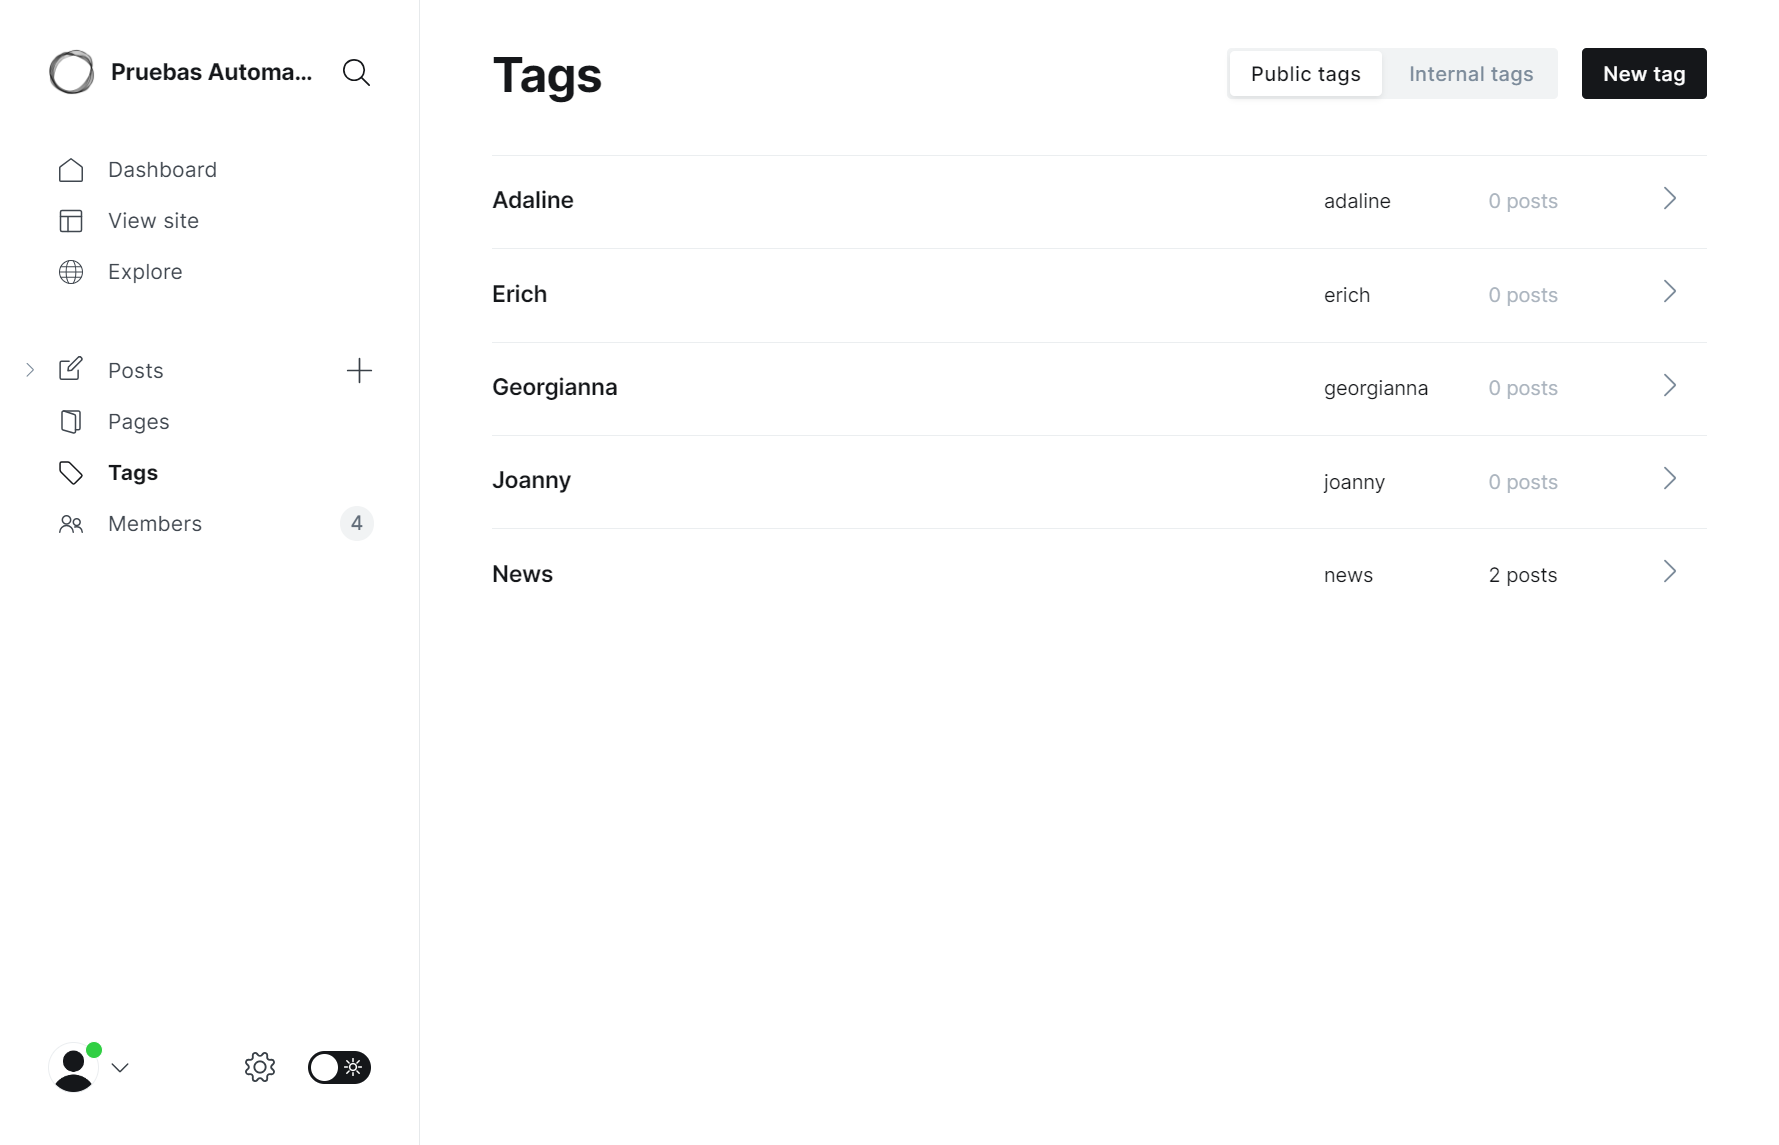 Pruebas Automa...
Dashboard
View site
Explore
Posts
Pages
Tags
Members 4
Tags
Public tags Internal tags New tag
Adaline adaline 0 posts
Erich erich 0 posts
Georgianna georgianna 0 posts
Joanny joanny 0 posts
News news 2 posts